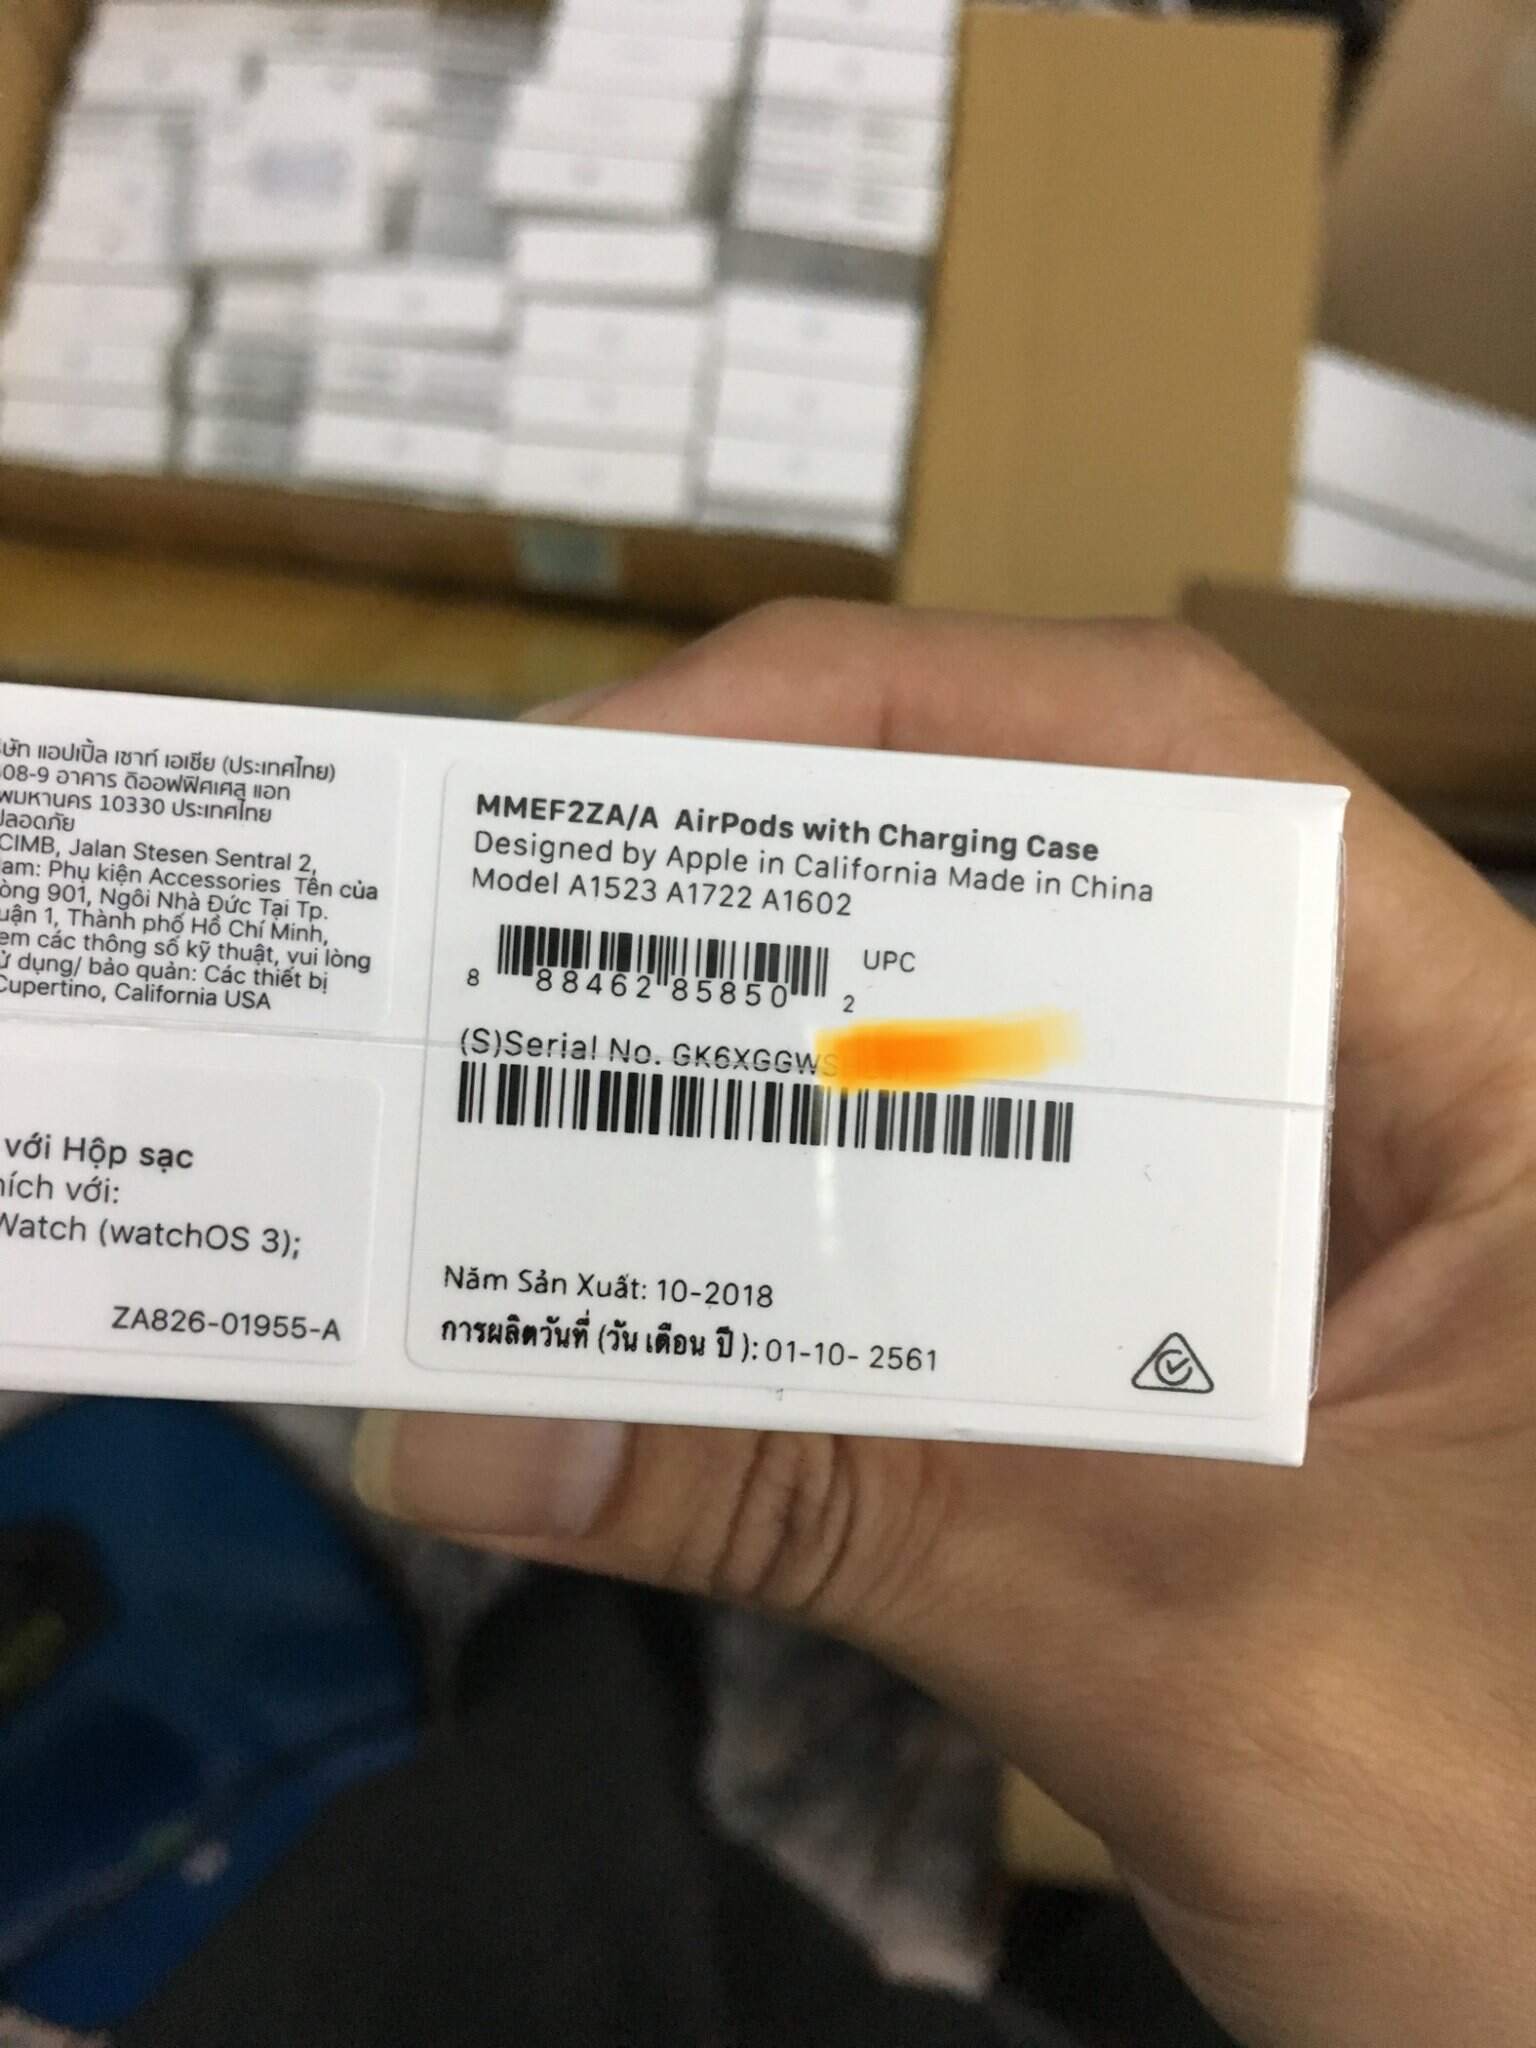 ษัท แอปเปิ้ล เซาท์ เอเชีย (ประเทศไทย)
08-9 อาคาร ดิออฟฟิศเศส แอท
พมหานคร 10330 ประเทศไทย
ปลอดภัย
CIMB, Jalan Stesen Sentral 2,
am: Phụ kiện Accessories Tên của
òng 901, Ngôi Nhà Đức Tại Tp.
uận 1, Thành phố Hồ Chí Minh,
em các thông số kỹ thuật, vui lòng
ử dụng/ bảo quản: Các thiết bị
Cupertino, California USA
với Hộp sạc
hích với:
Watch (watchOS 3);
ZA826-01955-A
MMEF2ZA/A AirPods with Charging Case
Designed by Apple in California Made in China
Model A1523 A1722 A1602
UPC
8 88462 85850 2
(S)Serial No. GK6XGGWS
Năm Sản Xuất: 10-2018
การผลิตวันที่ (วัน เดือน ปี ): 01-10- 2561